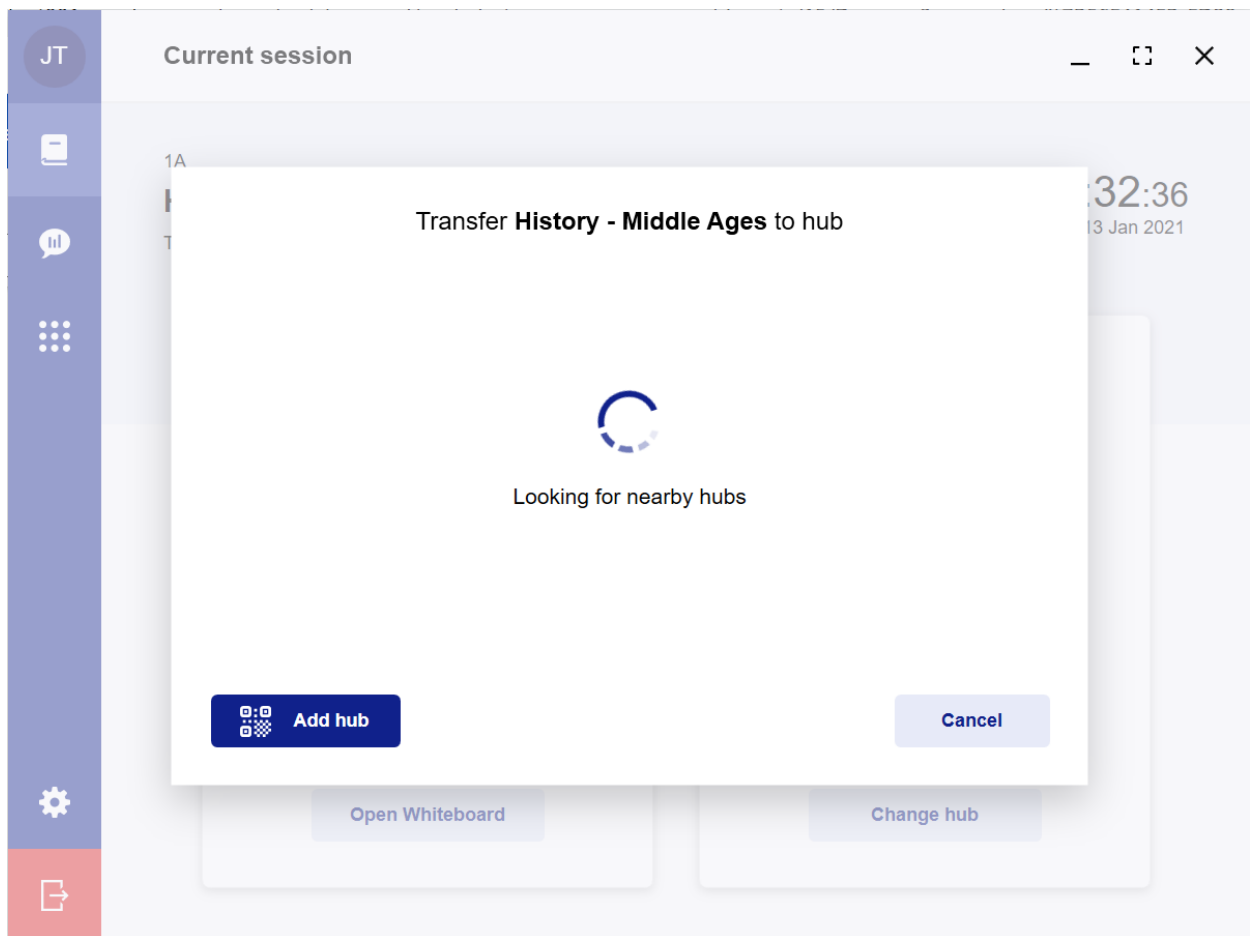 JT
Current session
1A
:32:36
13 Jan 2021
Transfer History - Middle Ages to hub
Looking for nearby hubs
Add hub
Cancel
Open Whiteboard
Change hub